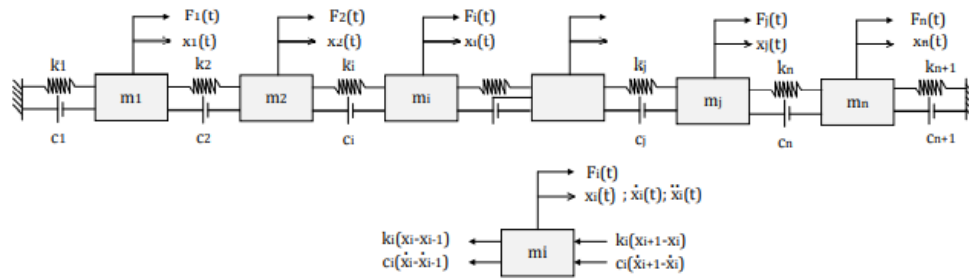 F1(t) F2(t) Fi(t) Fj(t) Fn(t)
x1(t) x2(t) xi(t) xj(t) xn(t)
k1 k2 ki kj kn kn+1
m1 m2 mi mj mn
c1 c2 ci cj cn cn+1
Fi(t)
xi(t) ; ẋi(t); ẍi(t)
ki(xi-xi-1) mi ki(xi+1-xi)
ci(ẋi-ẋi-1) ci(ẋi+1-ẋi)